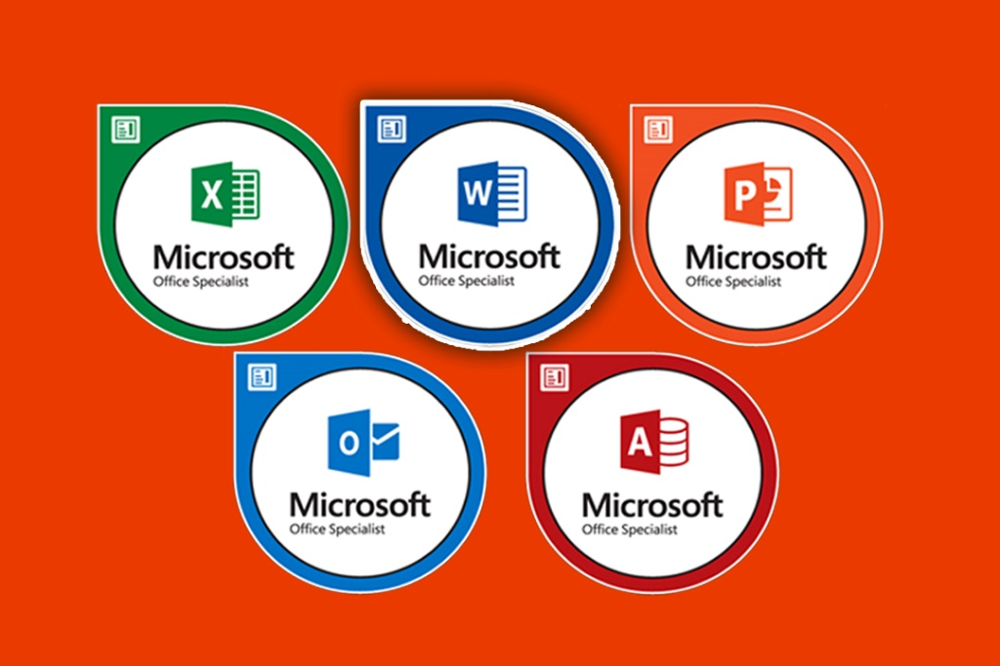 X
Microsoft
Office Specialist
W
Microsoft
Office Specialist
P
Microsoft
Office Specialist
O
Microsoft
Office Specialist
A
Microsoft
Office Specialist